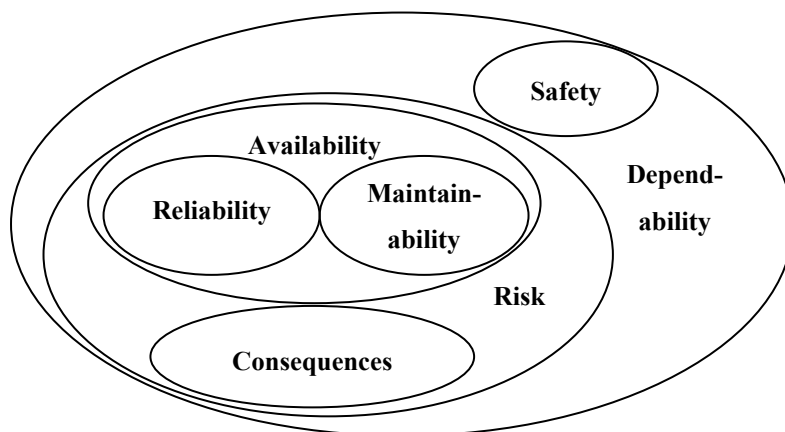 Safety
Availability
Depend-
ability
Reliability
Maintain-
ability
Risk
Consequences